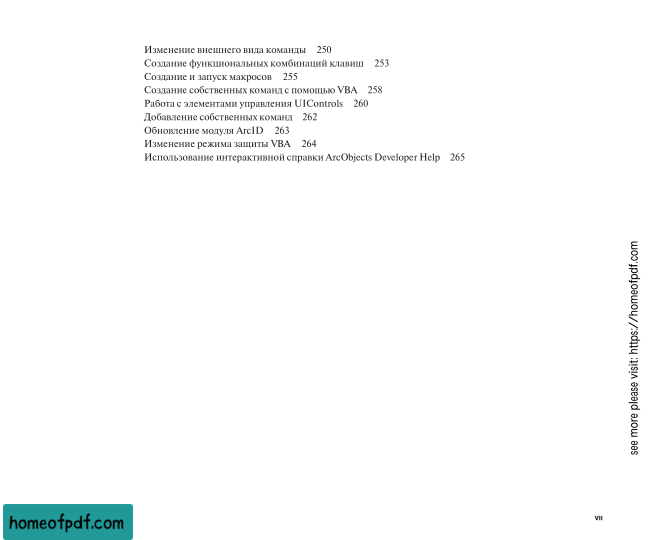 Изменение внешнего вида команды 250
Создание функциональных комбинаций клавиш 253
Создание и запуск макросов 255
Создание собственных команд с помощью VBA 258
Работа с элементами управления UIControls 260
Добавление собственных команд 262
Обновление модуля ArcID 263
Изменение режима защиты VBA 264
Использование интерактивной справки ArcObjects Developer Help 265
see more please visit: https://homeofpdf.com
homeofpdf.com
VII